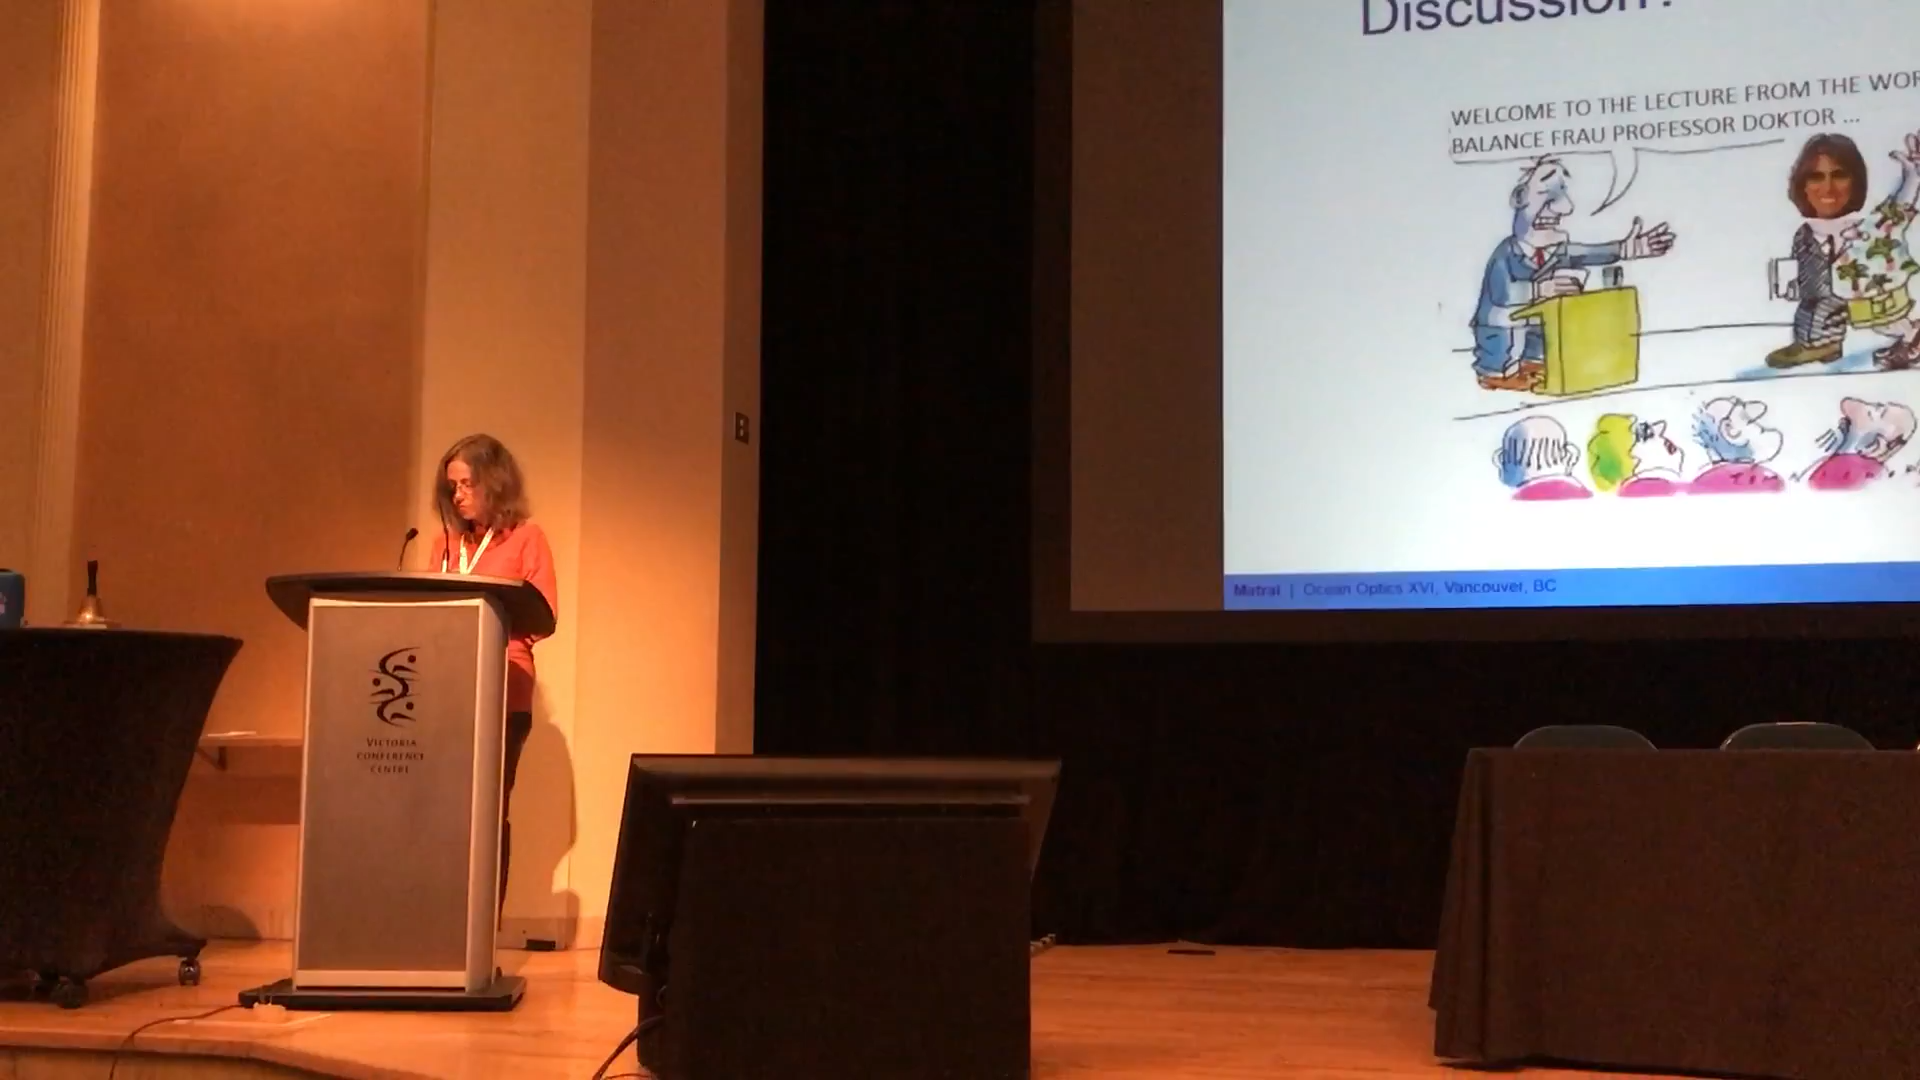 Discussion?
WELCOME TO THE LECTURE FROM THE WOR
BALANCE FRAU PROFESSOR DOKTOR ...
Matrai | Ocean Optics XVI, Vancouver, BC
VICTORIA
CONFERENCE
CENTRE